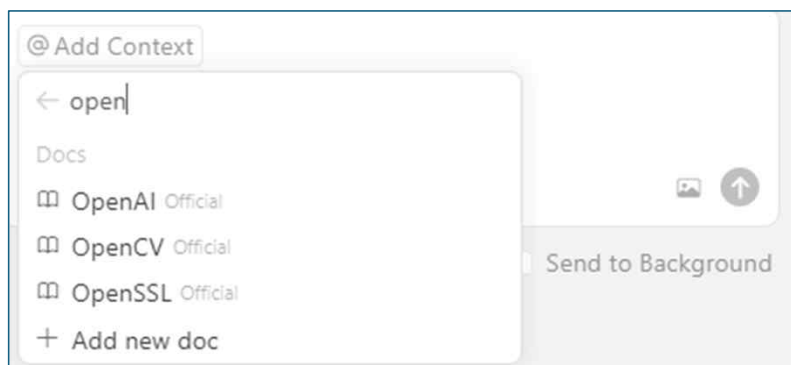 @ Add Context
open
Docs
OpenAI Official
OpenCV Official
OpenSSL Official
+ Add new doc
Send to Background